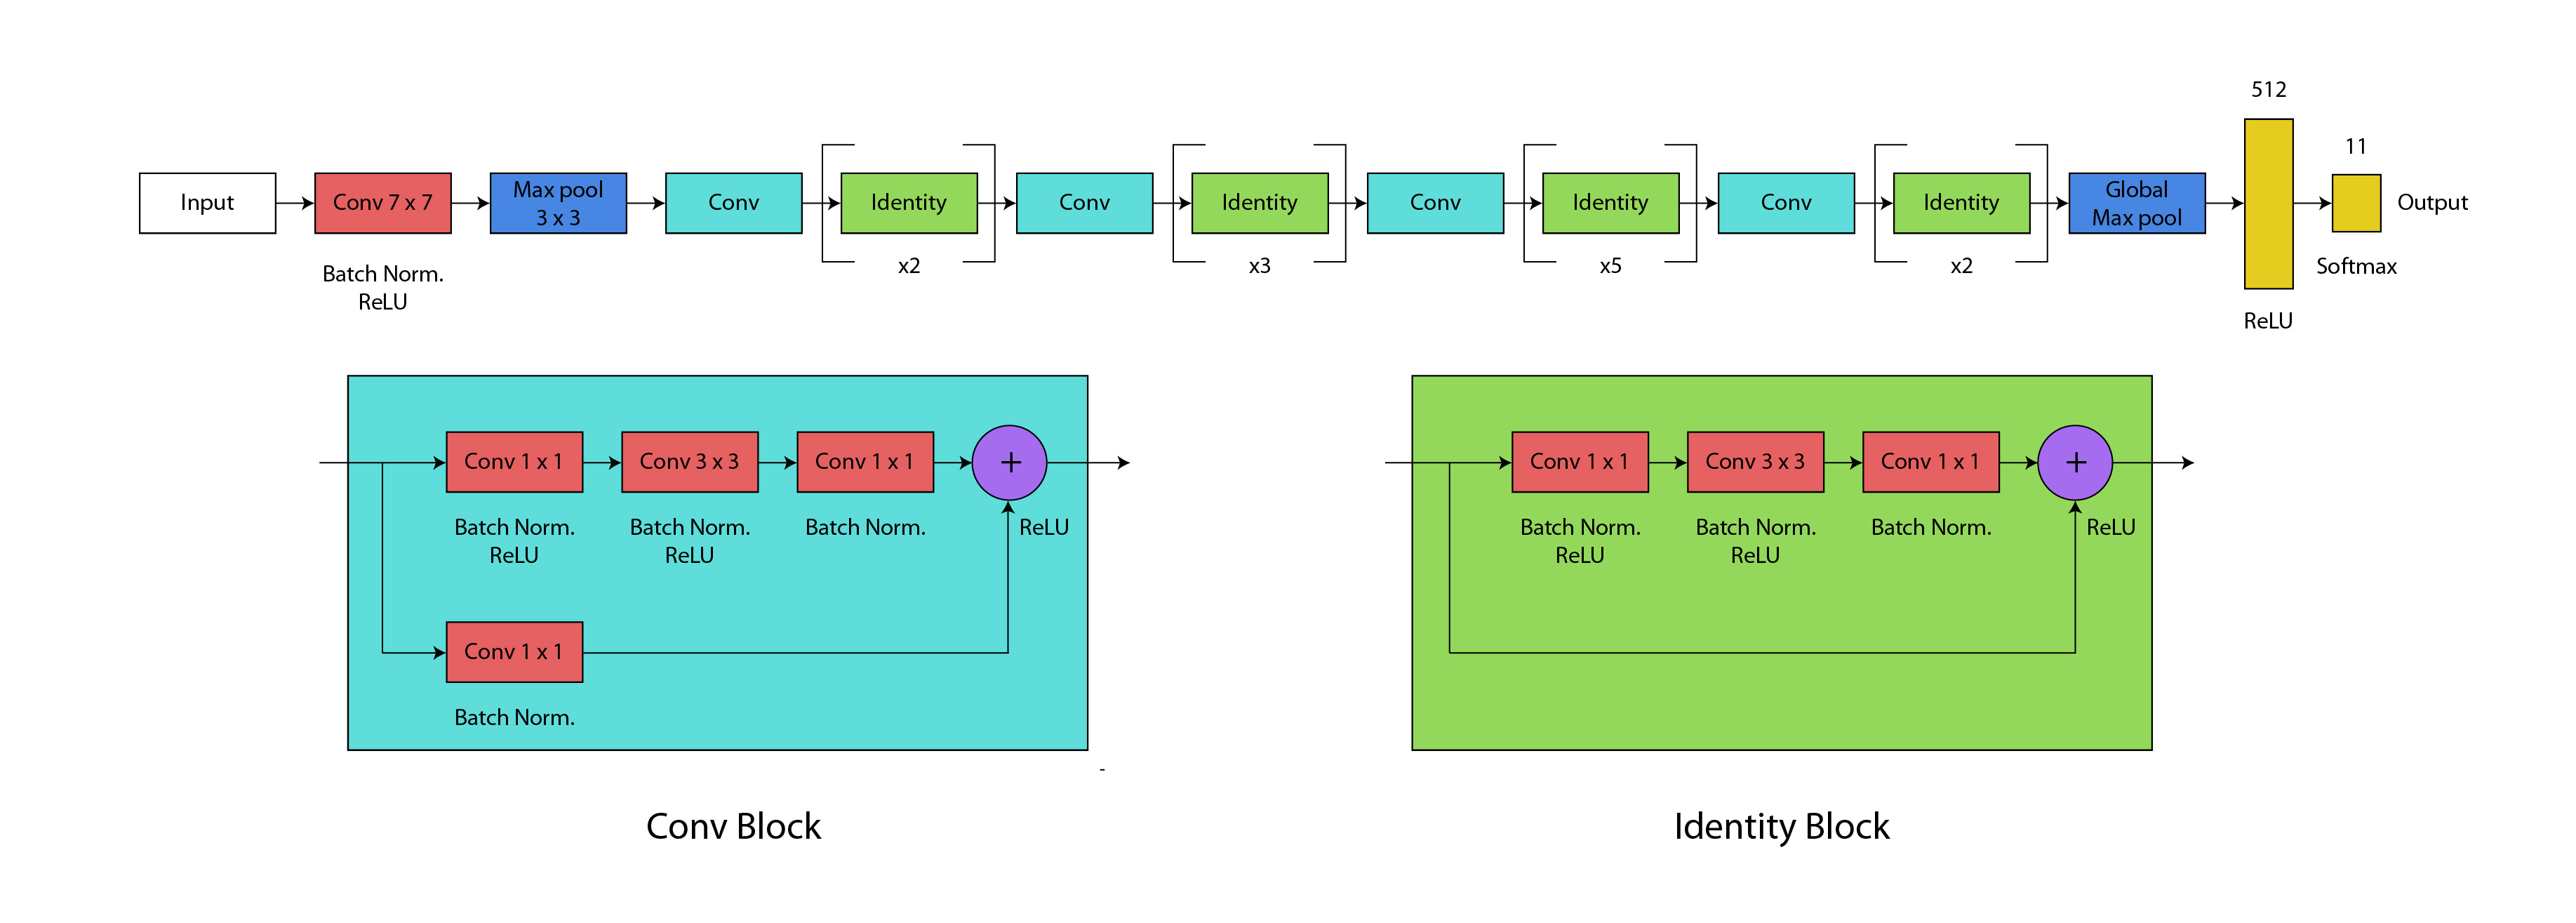 512
11
Input
Conv 7 x 7
Max pool
3 x 3
Conv
Identity
Conv
Identity
Conv
Identity
Conv
Identity
Global
Max pool
Output
x2
x3
x5
x2
Softmax
Batch Norm.
ReLU
ReLU
Conv 1 x 1
Conv 3 x 3
Conv 1 x 1
+
Batch Norm.
ReLU
Batch Norm.
ReLU
Batch Norm.
ReLU
Conv 1 x 1
Batch Norm.
-
Conv Block
Conv 1 x 1
Conv 3 x 3
Conv 1 x 1
+
Batch Norm.
ReLU
Batch Norm.
ReLU
Batch Norm.
ReLU
Identity Block